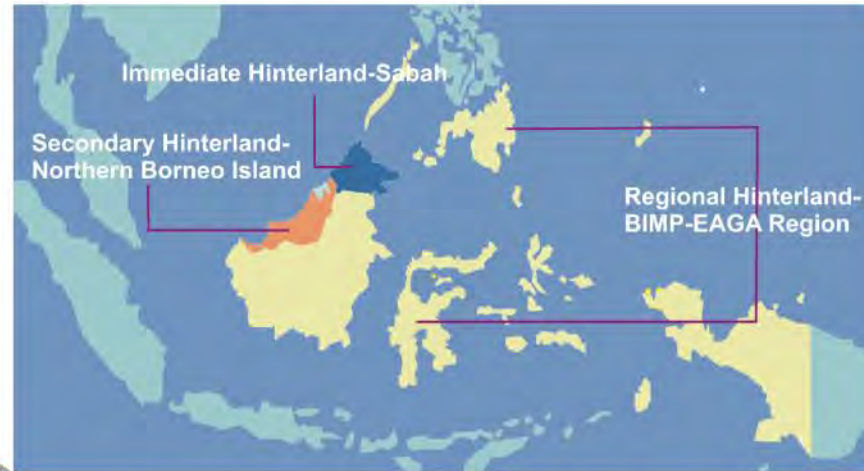 Immediate Hinterland-Sabah
Secondary Hinterland-
Northern Borneo Island
Regional Hinterland-
BIMP-EAGA Region